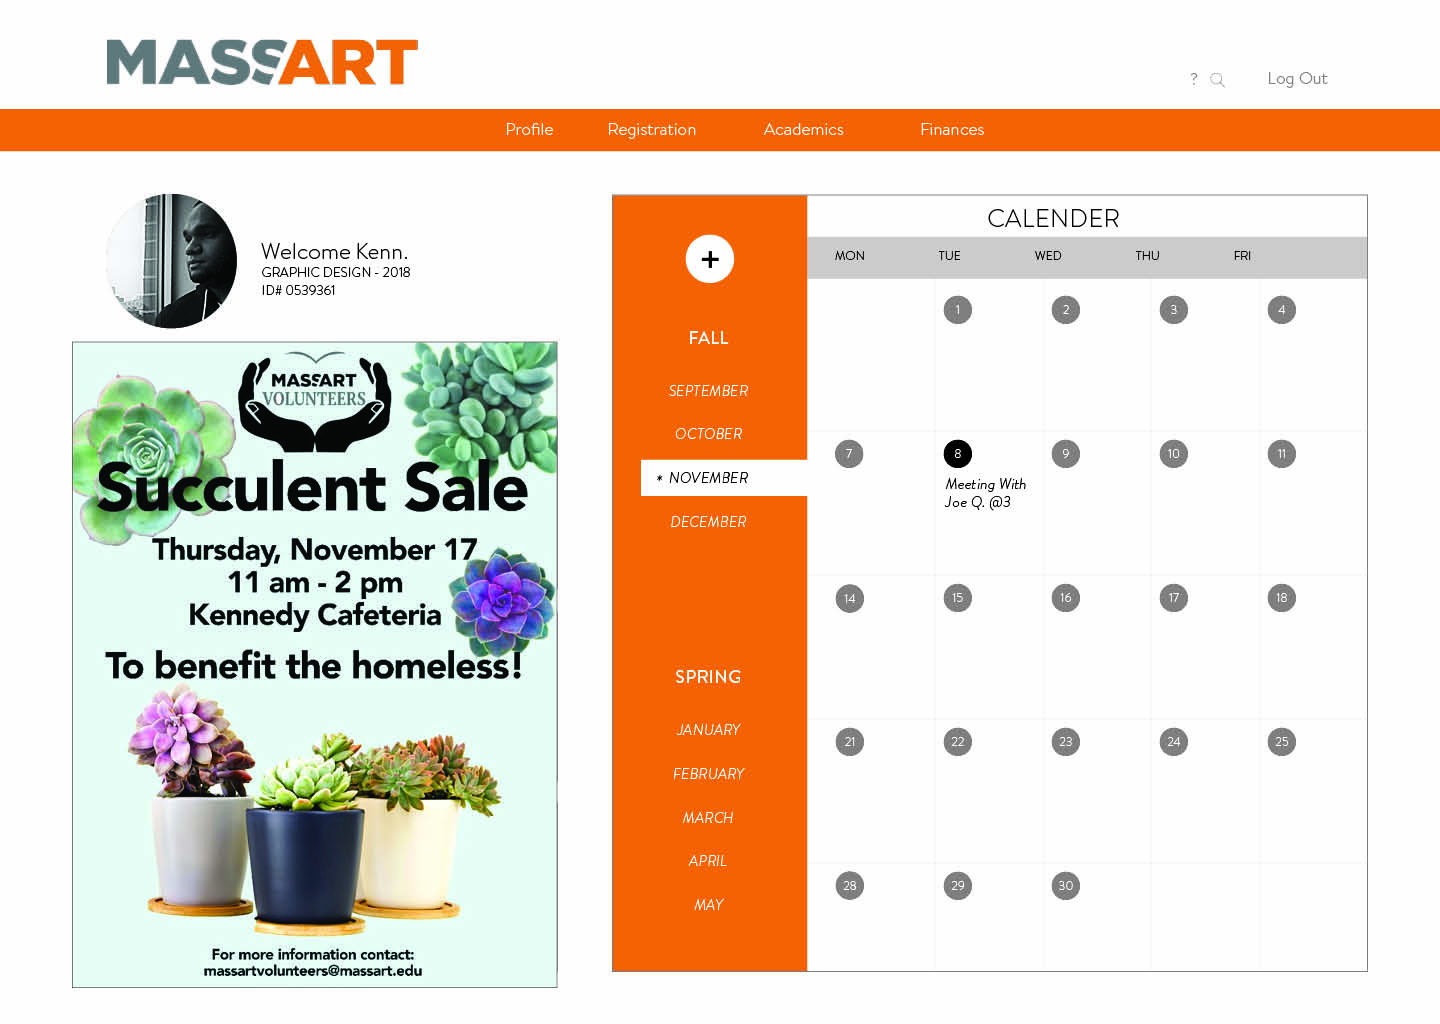 MASSART
? Log Out
Profile Registration Academics Finances
Welcome Kenn.
GRAPHIC DESIGN - 2018
ID# 0539361
MASSART
VOLUNTEERS
Succulent Sale
Thursday, November 17
11 am - 2 pm
Kennedy Cafeteria
To benefit the homeless!
For more information contact:
massartvolunteers@massart.edu
+
FALL
SEPTEMBER
OCTOBER
* NOVEMBER
DECEMBER
SPRING
JANUARY
FEBRUARY
MARCH
APRIL
MAY
CALENDER
MON TUE WED THU FRI
1 2 3 4
7 8 9 10 11
Meeting With
Joe Q. @3
14 15 16 17 18
21 22 23 24 25
28 29 30